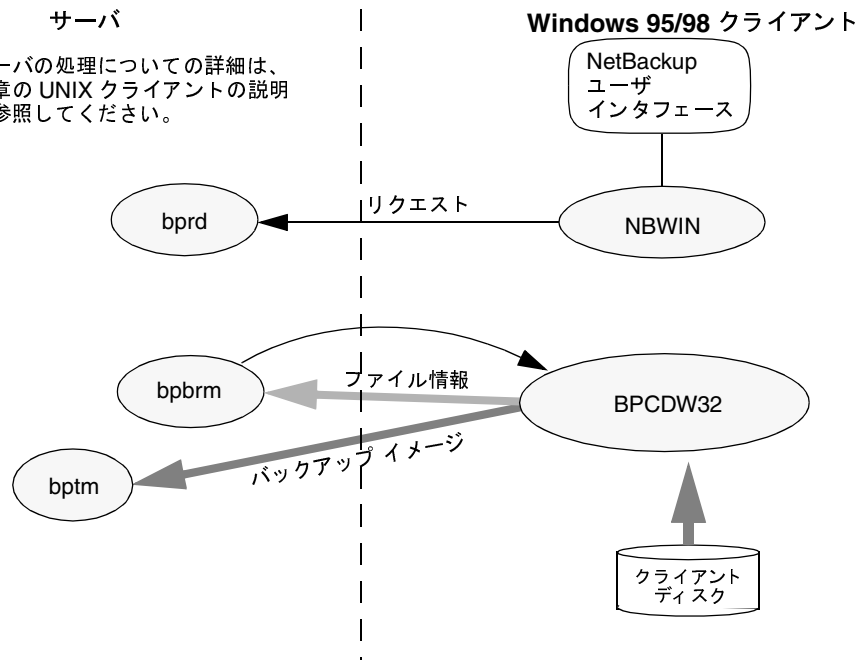 サーバ
Windows 95/98 クライアント
ーバの処理についての詳細は、
章の UNIX クライアントの説明
参照してください。
NetBackup
ユーザ
インタフェース
リクエスト
bprd
NBWIN
ファイル情報
bpbrm
BPCDW32
バックアップ イメージ
bptm
クライアント
ディスク